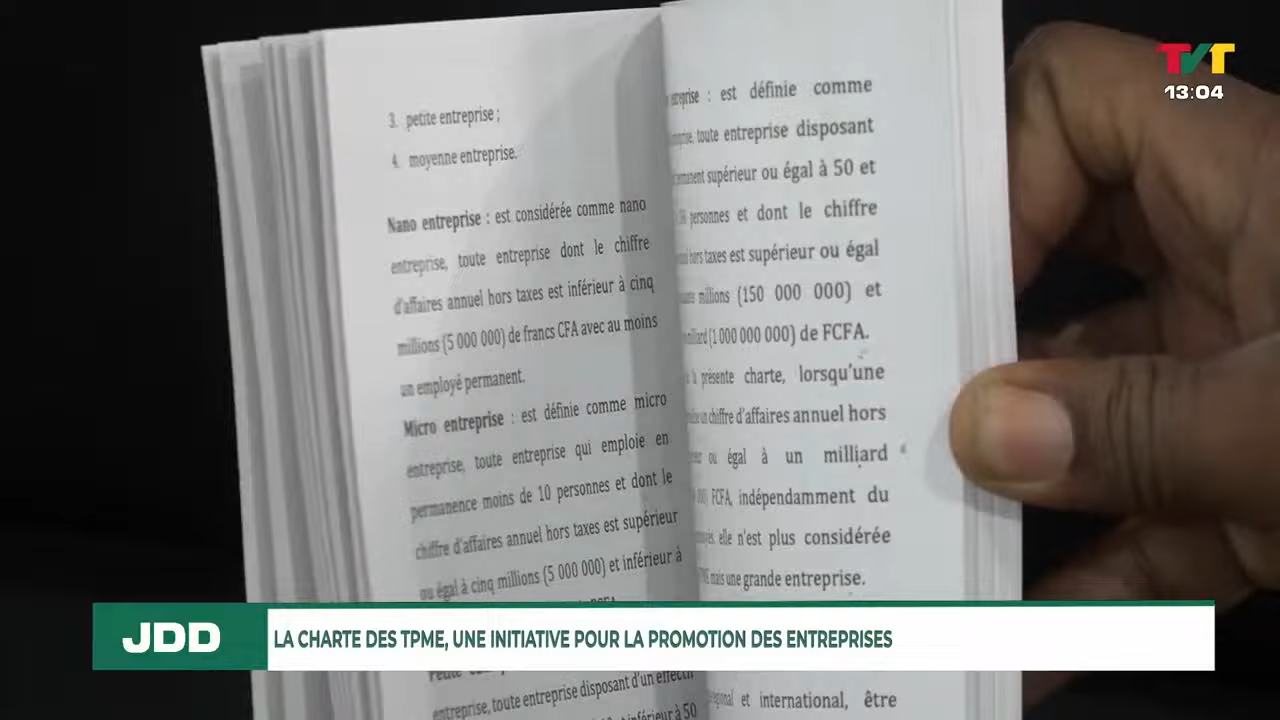 TVT
13:04
3. petite entreprise ;
4. moyenne entreprise.
Nano entreprise : est considérée comme nano
entreprise, toute entreprise dont le chiffre
d'affaires annuel hors taxes est inférieur à cinq
millions (5 000 000) de francs CFA avec au moins
un employé permanent.
Micro entreprise : est définie comme micro
entreprise, toute entreprise qui emploie en
permanence moins de 10 personnes et dont le
chiffre d'affaires annuel hors taxes est supérieur
ou égal à cinq millions (5 000 000) et inférieur à
entreprise, toute entreprise disposant d'un effectif
et inférieur à 50
: est définie comme
toute entreprise disposant
supérieur ou égal à 50 et
personnes et dont le chiffre
hors taxes est supérieur ou égal
millions (150 000 000) et
(1 000 000 000) de FCFA.
présente charte, lorsqu'une
un chiffre d'affaires annuel hors
ou égal à un milliard
FCFA, indépendamment du
elle n'est plus considérée
mais une grande entreprise.
et international, être
JDD
LA CHARTE DES TPME, UNE INITIATIVE POUR LA PROMOTION DES ENTREPRISES